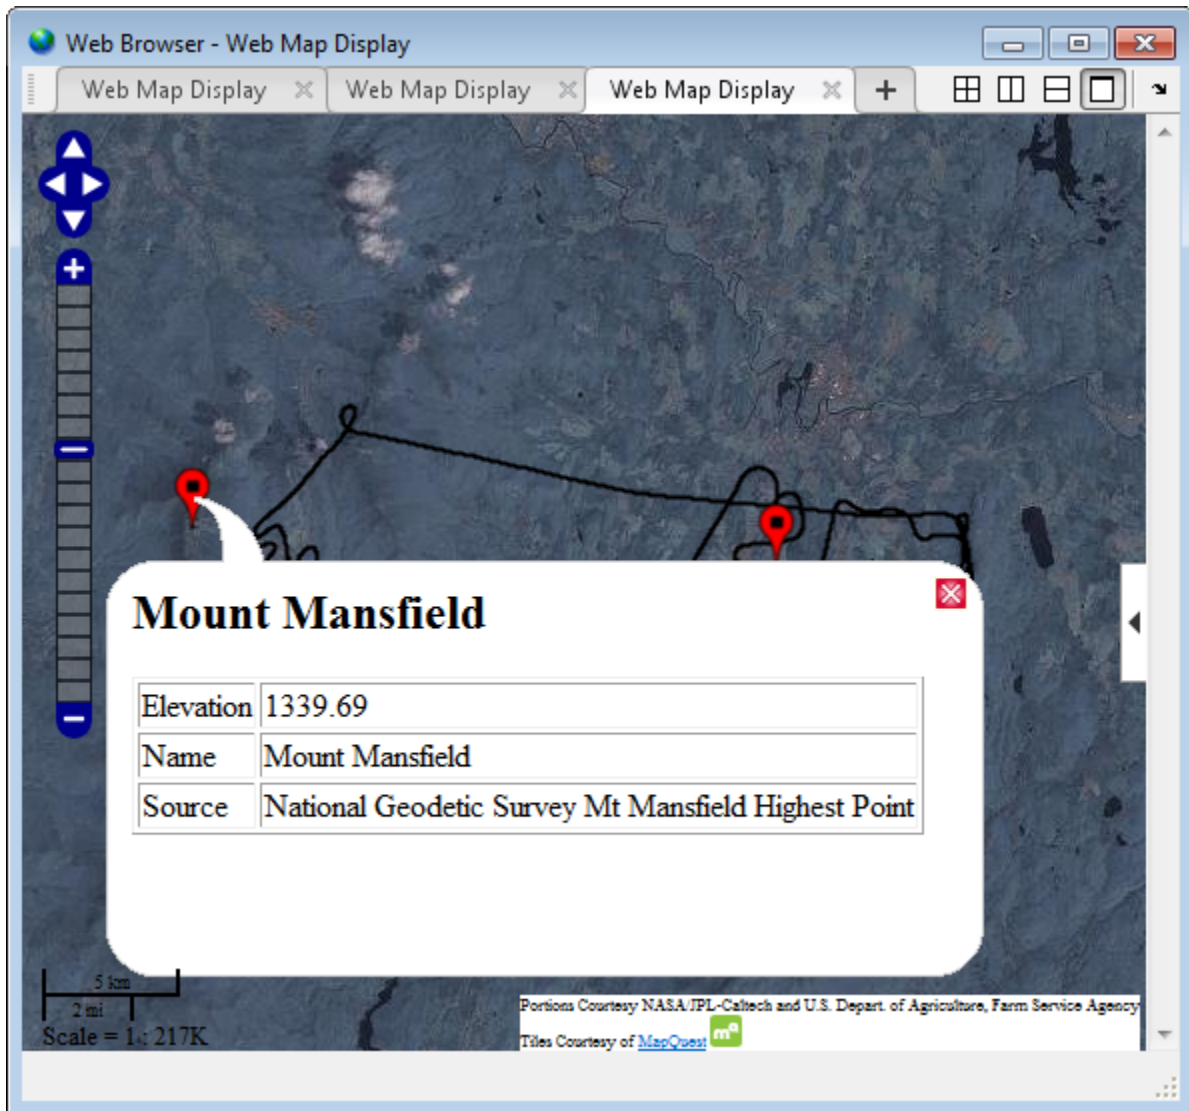 Web Browser - Web Map Display
Web Map Display Web Map Display Web Map Display
Mount Mansfield
Elevation 1339.69
Name Mount Mansfield
Source National Geodetic Survey Mt Mansfield Highest Point
5 km
2 mi
Scale = 1 : 217K
Portions Courtesy NASA/JPL-Caltech and U.S. Depart. of Agriculture, Farm Service Agency
Tiles Courtesy of MapQuest mq